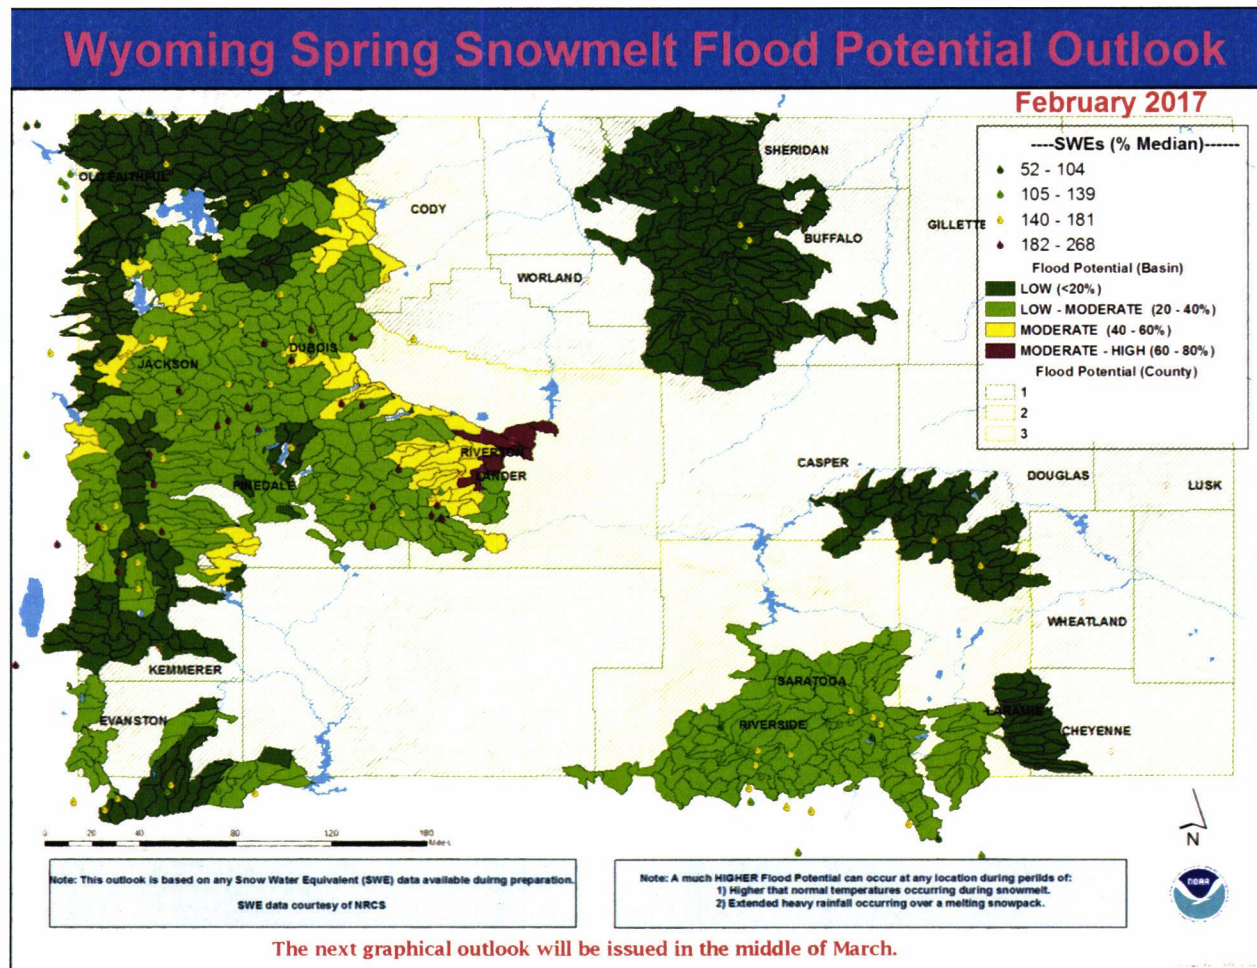 Wyoming Spring Snowmelt Flood Potential Outlook
February 2017
----SWEs (% Median)------
52 - 104
105 - 139
140 - 181
182 - 268
Flood Potential (Basin)
LOW (<20%)
LOW - MODERATE (20 - 40%)
MODERATE (40 - 60%)
MODERATE - HIGH (60 - 80%)
Flood Potential (County)
1
2
3
OLD FAITHFUL
CODY
SHERIDAN
BUFFALO
GILLETTE
WORLAND
JACKSON
DUBOIS
RIVERTON
LANDER
PINEDALE
CASPER
DOUGLAS
LUSK
WHEATLAND
KEMMERER
EVANSTON
SARATOGA
RIVERSIDE
LARAMIE
CHEYENNE
0 20 40 80 120 160
Miles
N
NOAA
Note: This outlook is based on any Snow Water Equivalent (SWE) data available duirng preparation.
SWE data courtesy of NRCS
Note: A much HIGHER Flood Potential can occur at any location during perilds of:
1) Higher that normal temperatures occurring during snowmelt.
2) Extended heavy rainfall occurring over a melting snowpack.
The next graphical outlook will be issued in the middle of March.